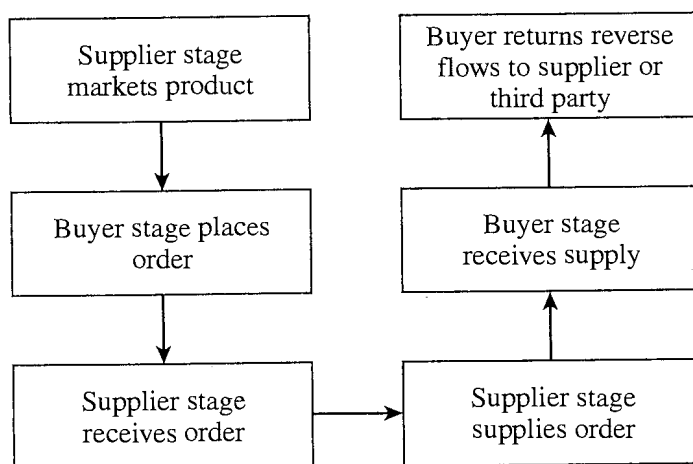 Supplier stage
markets product
Buyer stage places
order
Supplier stage
receives order
Supplier stage
supplies order
Buyer stage
receives supply
Buyer returns reverse
flows to supplier or
third party